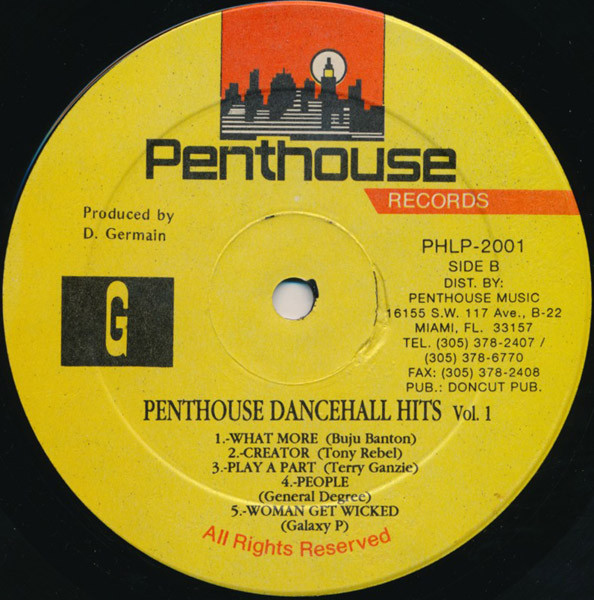 Penthouse
RECORDS
Produced by
D. Germain
G
PHLP-2001
SIDE B
DIST. BY:
PENTHOUSE MUSIC
16155 S.W. 117 Ave., B-22
MIAMI, FL. 33157
TEL. (305) 378-2407 /
(305) 378-6770
FAX: (305) 378-2408
PUB.: DONCUT PUB.
PENTHOUSE DANCEHALL HITS Vol. 1
1.-WHAT MORE (Buju Banton)
2.-CREATOR (Tony Rebel)
3.-PLAY A PART (Terry Ganzie)
4.-PEOPLE
(General Degree)
5.-WOMAN GET WICKED
(Galaxy P)
All Rights Reserved